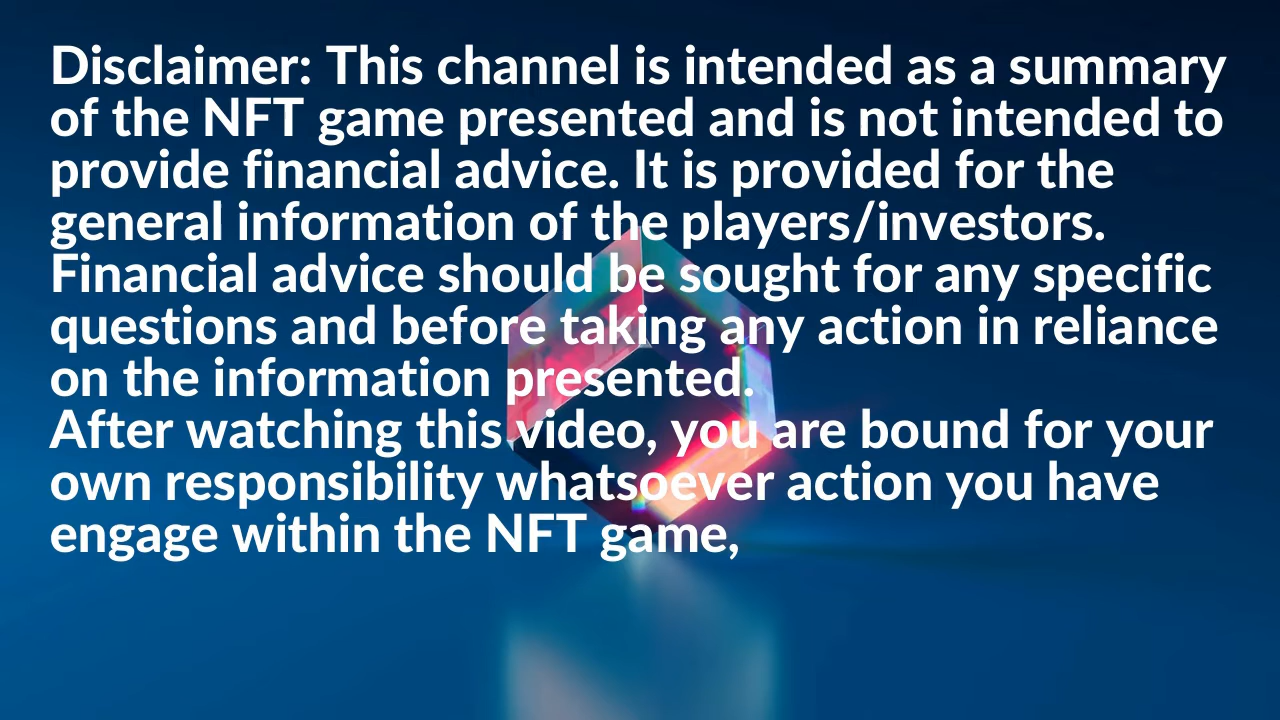 Disclaimer: This channel is intended as a summary
of the NFT game presented and is not intended to
provide financial advice. It is provided for the
general information of the players/investors.
Financial advice should be sought for any specific
questions and before taking any action in reliance
on the information presented.
After watching this video, you are bound for your
own responsibility whatsoever action you have
engage within the NFT game,